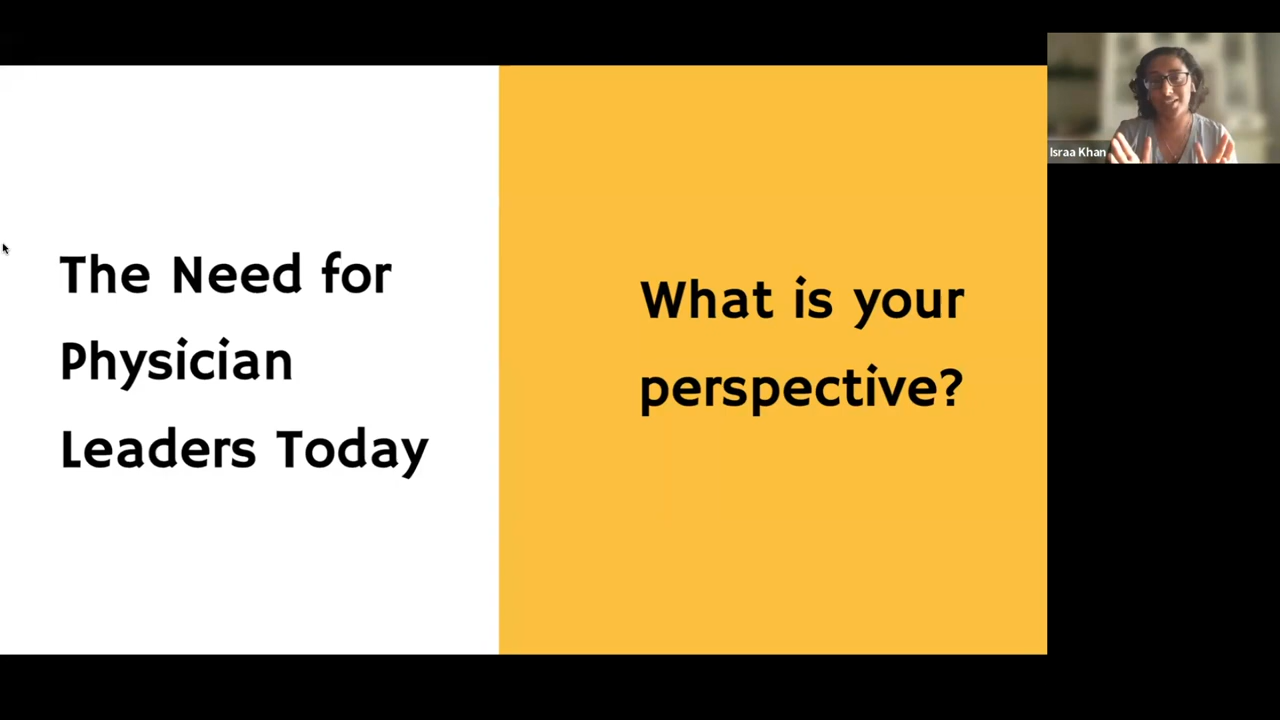 The Need for
Physician
Leaders Today
What is your
perspective?
Israa Khan